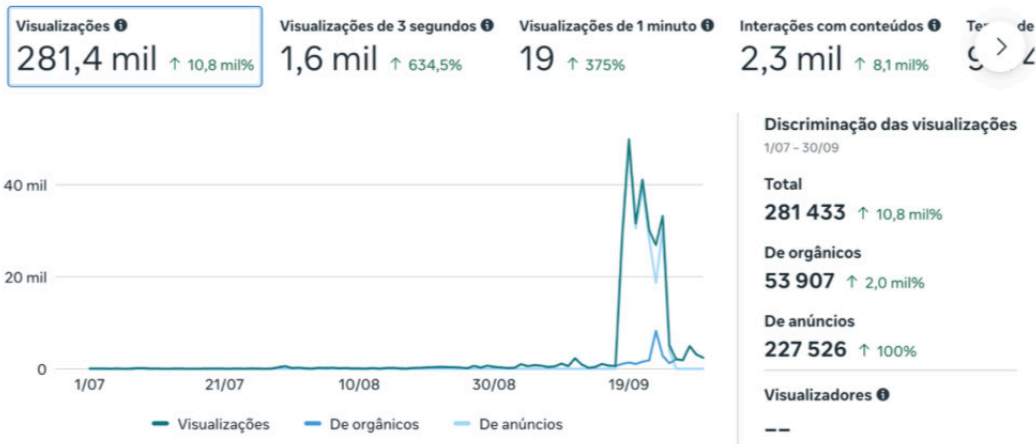 Visualizações
281,4 mil ↑ 10,8 mil%
Visualizações de 3 segundos
1,6 mil ↑ 634,5%
Visualizações de 1 minuto
19 ↑ 375%
Interações com conteúdos
2,3 mil ↑ 8,1 mil%
40 mil
20 mil
0
1/07 21/07 10/08 30/08 19/09
Visualizações De orgânicos De anúncios
Discriminação das visualizações
1/07 – 30/09
Total
281 433 ↑ 10,8 mil%
De orgânicos
53 907 ↑ 2,0 mil%
De anúncios
227 526 ↑ 100%
Visualizadores
--